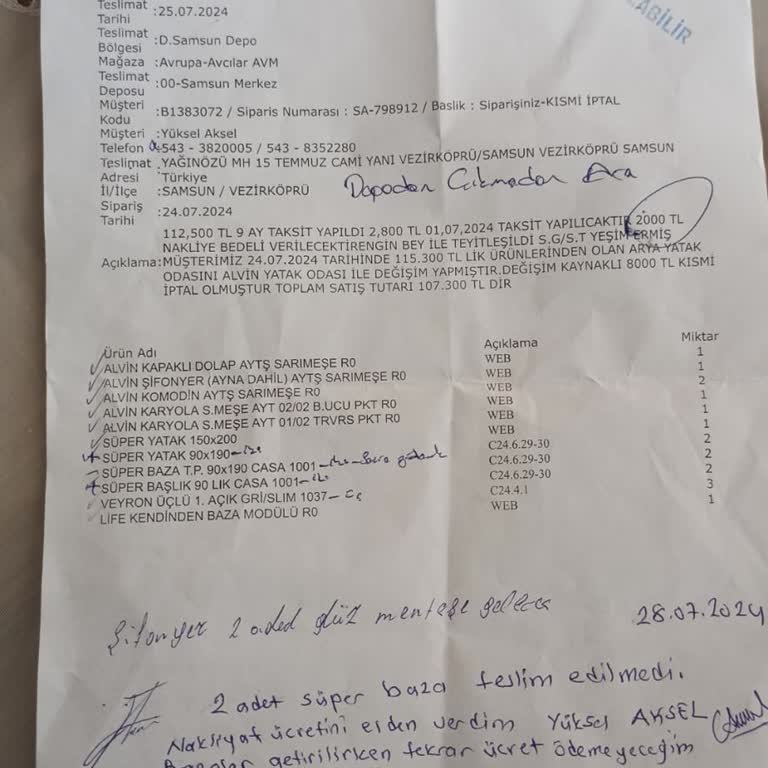 ABİLİR
Teslimat Tarihi :25.07.2024
Teslimat Bölgesi :D.Samsun Depo
Mağaza :Avrupa-Avcılar AVM
Teslimat Deposu :00-Samsun Merkez
Müşteri Kodu :B1383072 / Sipariş Numarası : SA-798912 / Baslik : Siparişiniz-KISMİ İPTAL
Müşteri :Yüksel Aksel
Telefon :543 - 3820005 / 543 - 8352280
Teslimat Adresi :YAĞINÖZÜ MH 15 TEMMUZ CAMİ YANI VEZİRKÖPRÜ/SAMSUN VEZİRKÖPRÜ SAMSUN Türkiye
İl/İlçe :SAMSUN / VEZİRKÖPRÜ
Depodan Çıkmadan Ara
Sipariş Tarihi :24.07.2024
112,500 TL 9 AY TAKSİT YAPILDI 2,800 TL 01,07,2024 TAKSİT YAPILICAKTIR 2000 TL
NAKLİYE BEDELİ VERİLECEKTİRENGİN BEY İLE TEYİTLEŞİLDİ S.G/S.T YEŞİM ERMİŞ
Açıklama:MÜŞTERİMİZ 24.07.2024 TARİHİNDE 115.300 TL LİK ÜRÜNLERİNDEN OLAN ARYA YATAK
ODASINI ALVİN YATAK ODASI İLE DEĞİŞİM YAPMIŞTIR.DEĞİŞİM KAYNAKLI 8000 TL KISMİ
İPTAL OLMUŞTUR TOPLAM SATIŞ TUTARI 107.300 TL DİR
Ürün Adı Açıklama Miktar
ALVİN KAPAKLI DOLAP AYTŞ SARIMEŞE R0 WEB 1
ALVİN ŞİFONYER (AYNA DAHİL) AYTŞ SARIMEŞE R0 WEB 1
ALVİN KOMODİN AYTŞ SARIMEŞE R0 WEB 2
ALVİN KARYOLA S.MEŞE AYT 02/02 B.UCU PKT R0 WEB 1
ALVİN KARYOLA S.MEŞE AYT 01/02 TRVRS PKT R0 WEB 1
SÜPER YATAK 150x200 WEB 1
SÜPER YATAK 90x190 C24.6.29-30 2
SÜPER BAZA T.P. 90x190 CASA 1001 C24.6.29-30 2
SÜPER BAŞLIK 90 LIK CASA 1001 C24.6.29-30 2
VEYRON ÜÇLÜ 1. AÇIK GRİ/SLIM 1037 C24.4.1 3
LİFE KENDİNDEN BAZA MODÜLÜ R0 WEB 1
Şifonyer 2 aded düz menteşe gelecek
28.07.2024
2 adet süper baza teslim edilmedi.
Nakliyat ücretini elden verdim Yüksel AKSEL
Bazalar getirilirken tekrar ücret ödemeyeceğim